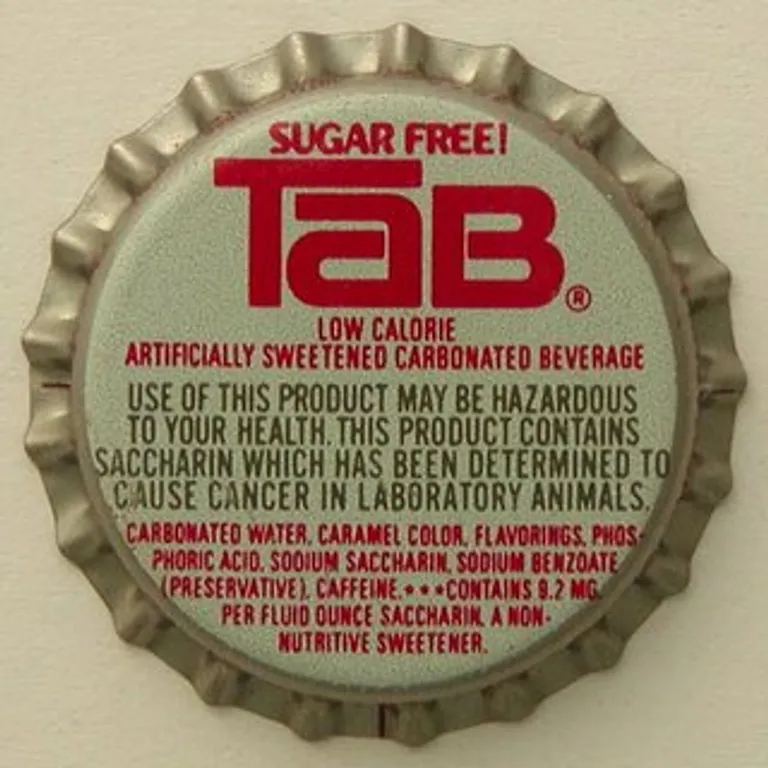 SUGAR FREE!
TaB®
LOW CALORIE
ARTIFICIALLY SWEETENED CARBONATED BEVERAGE
USE OF THIS PRODUCT MAY BE HAZARDOUS
TO YOUR HEALTH. THIS PRODUCT CONTAINS
SACCHARIN WHICH HAS BEEN DETERMINED TO
CAUSE CANCER IN LABORATORY ANIMALS.
CARBONATED WATER, CARAMEL COLOR, FLAVORINGS, PHOS-
PHORIC ACID, SODIUM SACCHARIN, SODIUM BENZOATE
(PRESERVATIVE), CAFFEINE.★★★CONTAINS 9.2 MG.
PER FLUID OUNCE SACCHARIN, A NON-
NUTRITIVE SWEETENER.